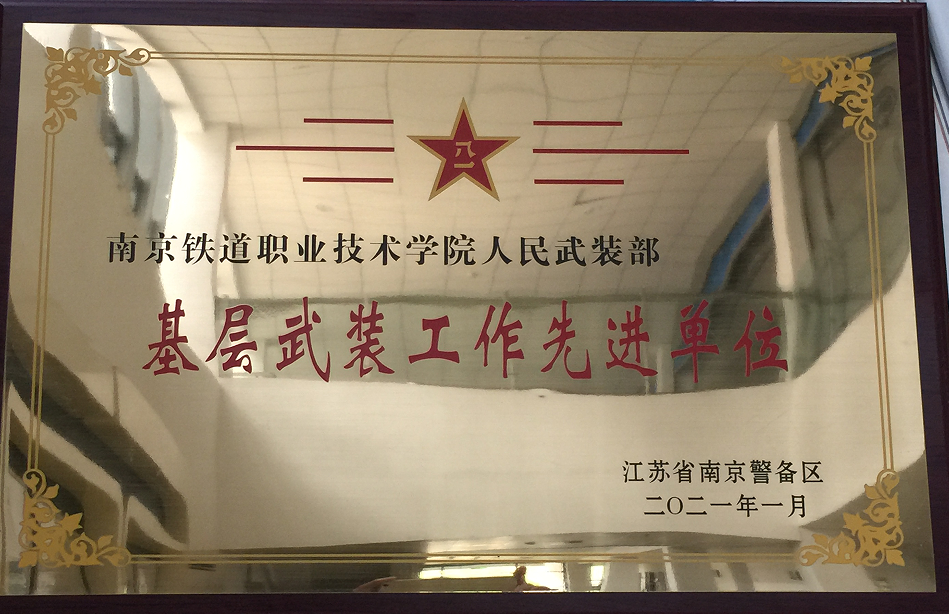 八一
南京铁道职业技术学院人民武装部
基层武装工作先进单位
江苏省南京警备区
二〇二一年一月